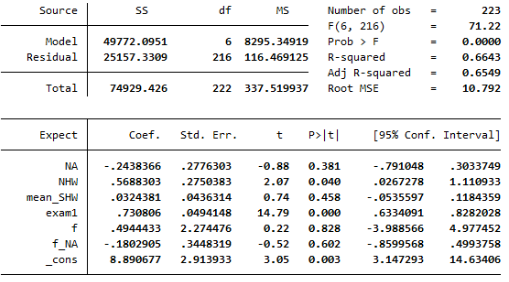 Source SS df MS Number of obs = 223
F(6, 216) = 71.22
Model 49772.0951 6 8295.34919 Prob > F = 0.0000
Residual 25157.3309 216 116.469125 R-squared = 0.6643
Adj R-squared = 0.6549
Total 74929.426 222 337.519937 Root MSE = 10.792
Expect Coef. Std. Err. t P>|t| [95% Conf. Interval]
NA -.2438366 .2776303 -0.88 0.381 -.791048 .3033749
NHW .5688303 .2750383 2.07 0.040 .0267278 1.110933
mean_SHW .0324381 .0436314 0.74 0.458 -.0535597 .1184359
exam1 .730806 .0494148 14.79 0.000 .6334091 .8282028
f .4944433 2.274476 0.22 0.828 -3.988566 4.977452
f_NA -.1802905 .3448319 -0.52 0.602 -.8599568 .4993758
_cons 8.890677 2.913933 3.05 0.003 3.147293 14.63406